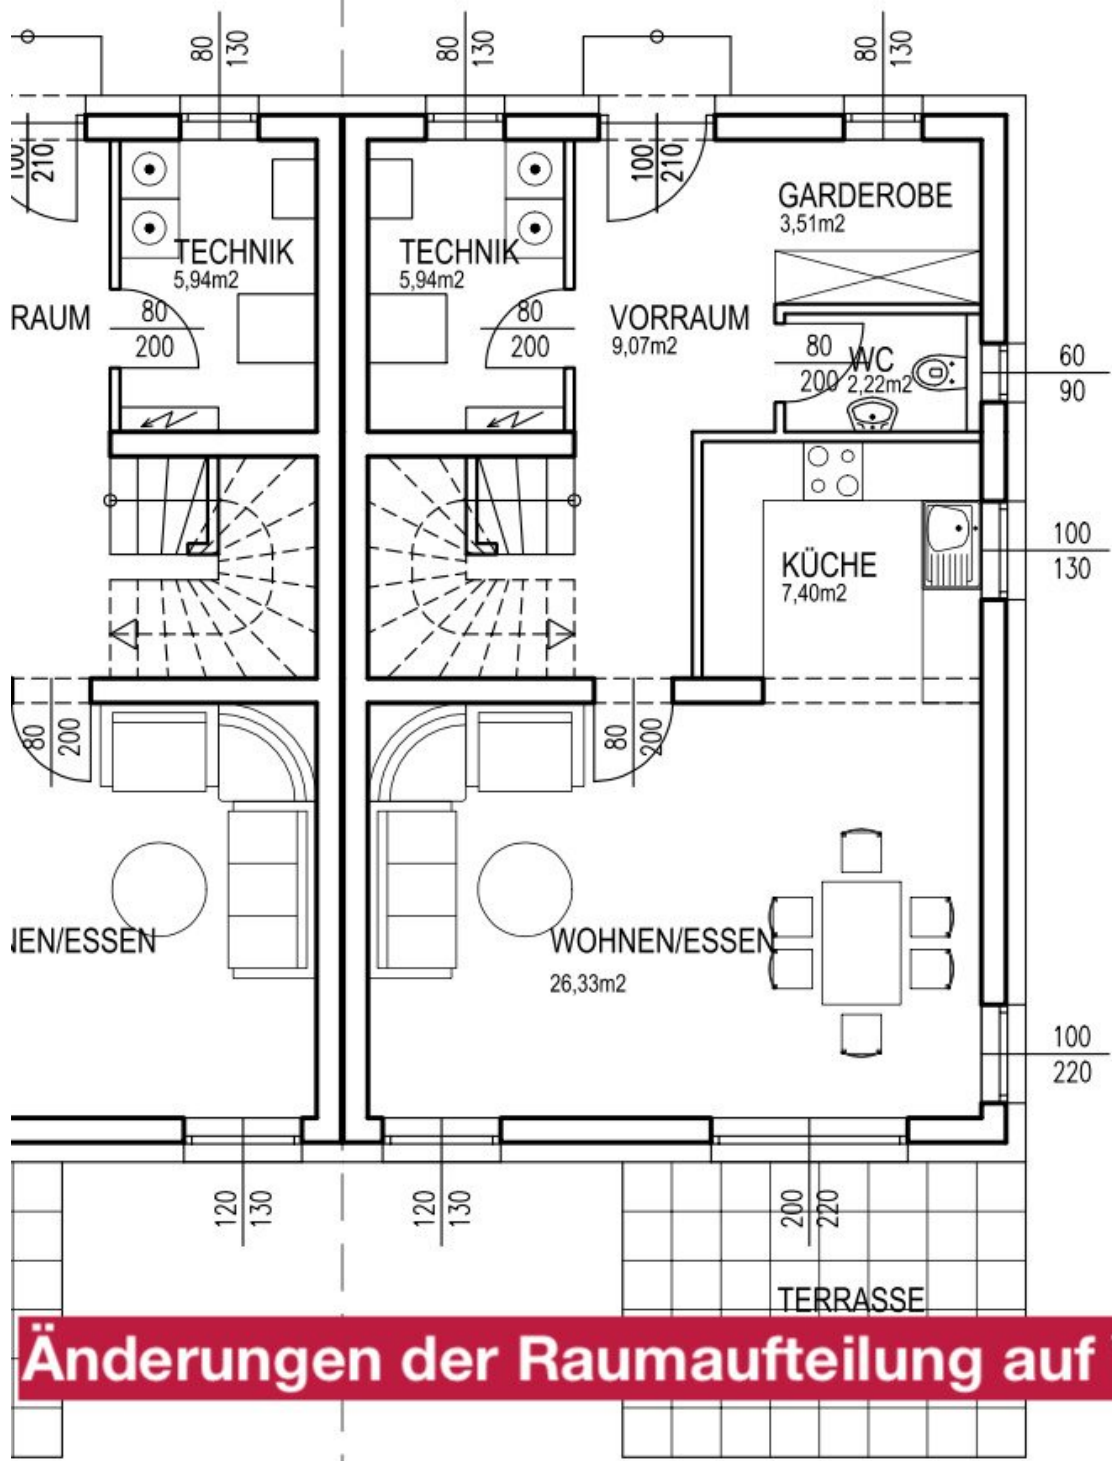 80
130
80
130
80
130
100
210
100
210
GARDEROBE
3,51m2
TECHNIK
5,94m2
TECHNIK
5,94m2
RAUM
80
200
80
200
VORRAUM
9,07m2
80
200
WC
2,22m2
60
90
KÜCHE
7,40m2
100
130
80
200
80
200
NEN/ESSEN
WOHNEN/ESSEN
26,33m2
100
220
120
130
120
130
200
220
TERRASSE
Änderungen der Raumaufteilung auf